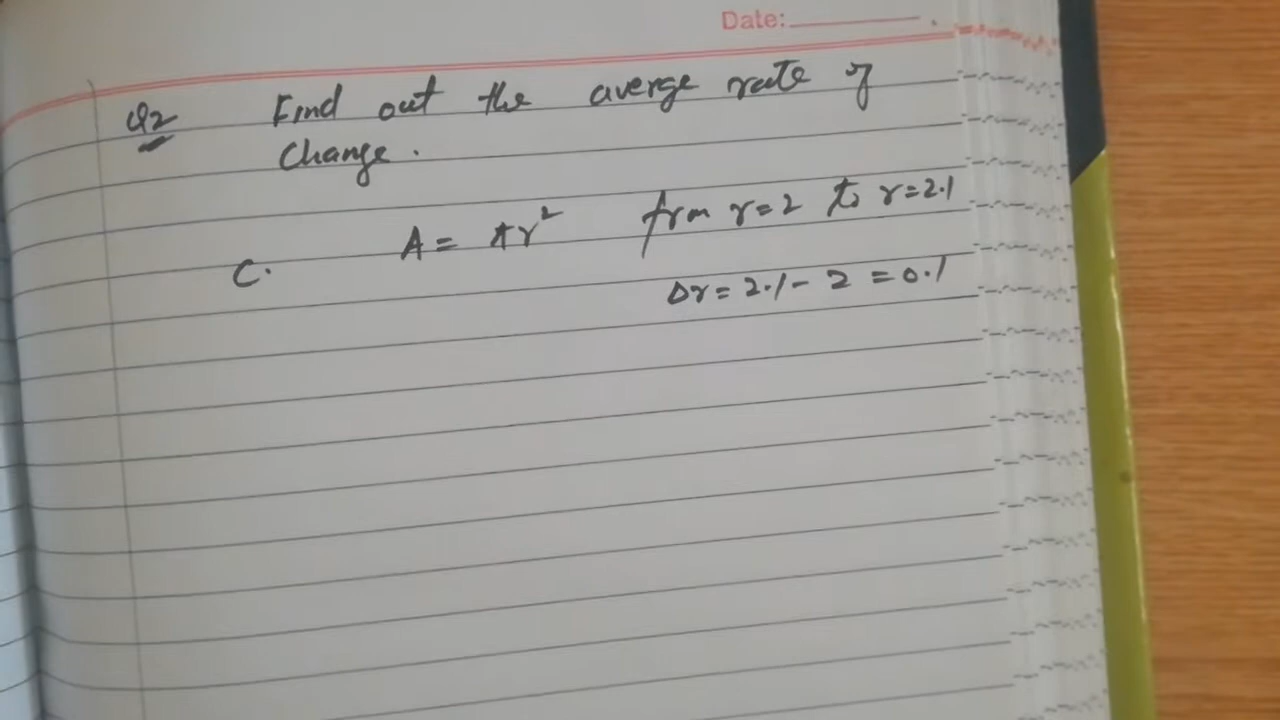 Date:
Q2 Find out the averge rate of
Change.
C. A = πr² from r=2 to r=2.1
Δr = 2.1 - 2 = 0.1